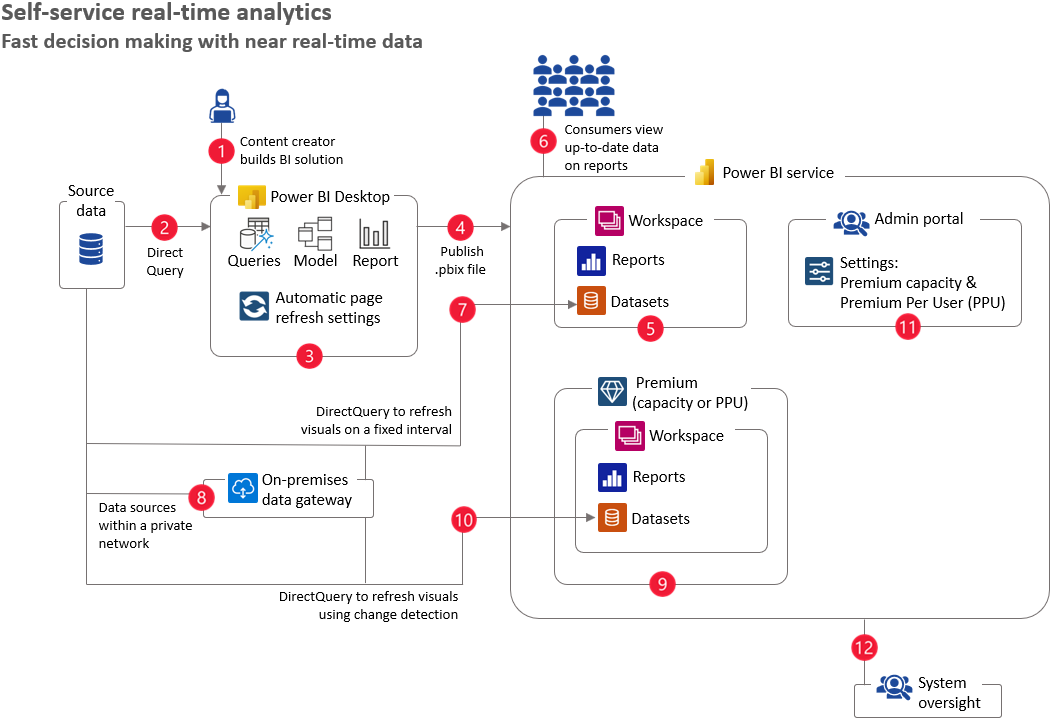 Self-service real-time analytics
Fast decision making with near real-time data
1
Content creator
builds BI solution
6
Consumers view
up-to-date data
on reports
Power BI service
Source
data
2
Direct
Query
Power BI Desktop
Queries
Model
Report
Automatic page
refresh settings
3
4
Publish
.pbix file
Workspace
Reports
Datasets
5
7
Admin portal
Settings:
Premium capacity &
Premium Per User (PPU)
11
DirectQuery to refresh
visuals on a fixed interval
Premium
(capacity or PPU)
Workspace
Reports
Datasets
9
8
On-premises
data gateway
Data sources
within a private
network
10
DirectQuery to refresh visuals
using change detection
12
System
oversight